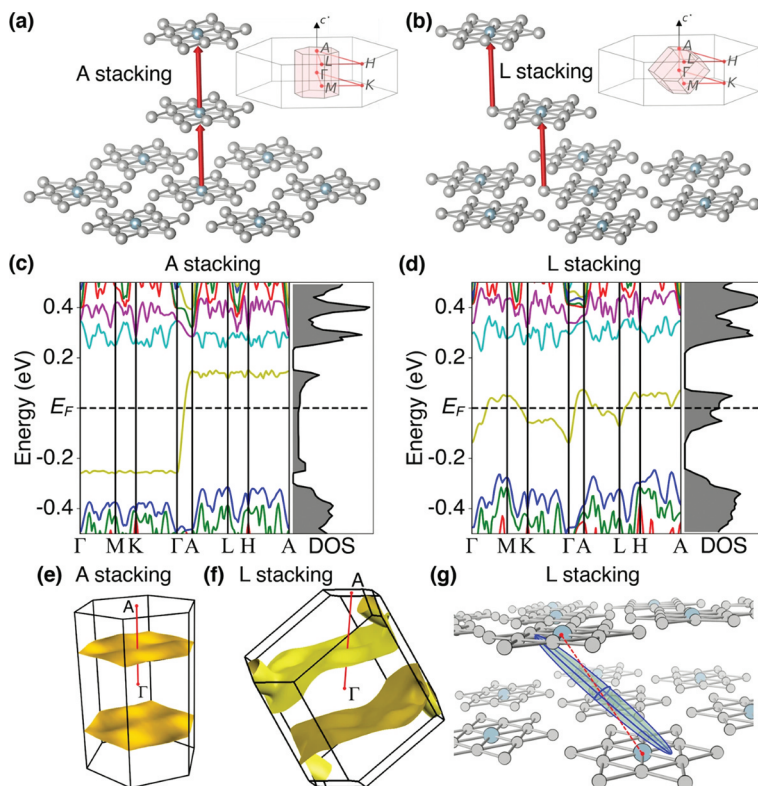 (a)
A stacking
c*
A
L
Γ
M
H
K
(b)
L stacking
c*
A
L
Γ
M
H
K
(c)
A stacking
Energy (eV)
0.4
0.2
E_F
-0.2
-0.4
Γ M K Γ A L H A DOS
(d)
L stacking
Energy (eV)
0.4
0.2
E_F
-0.2
-0.4
Γ M K Γ A L H A DOS
(e)
A stacking
A
Γ
(f)
L stacking
A
Γ
(g)
L stacking